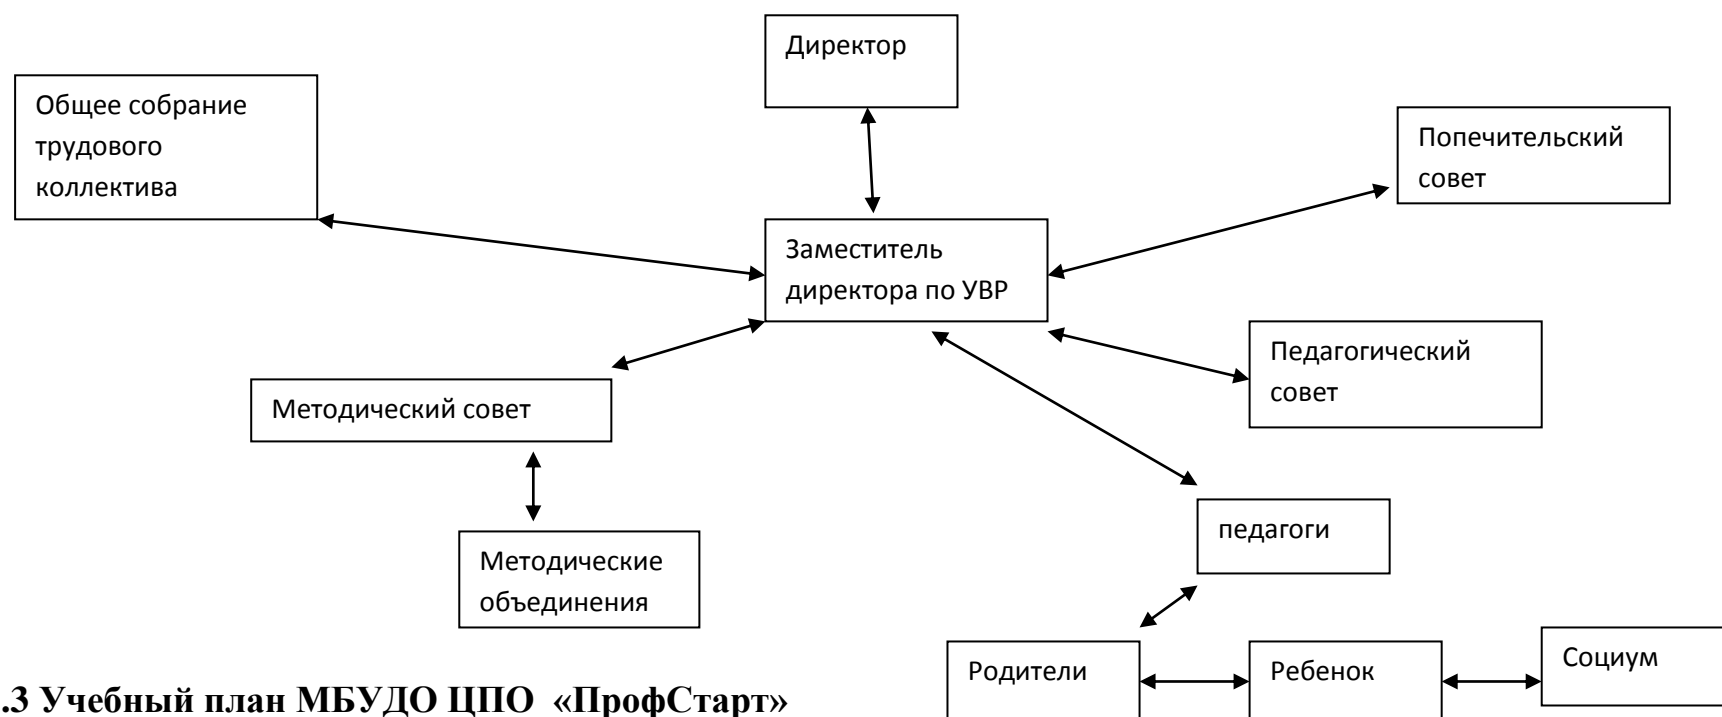 Директор
Общее собрание
трудового
коллектива
Попечительский
совет
Заместитель
директора по УВР
Педагогический
совет
Методический совет
педагоги
Методические
объединения
Родители
Ребенок
Социум
.3 Учебный план МБУДО ЦПО «ПрофСтарт»